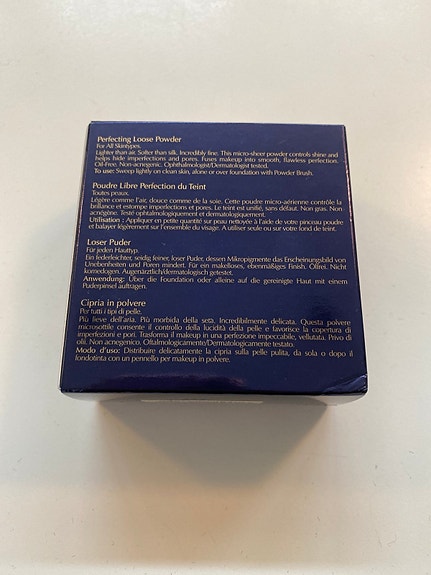 Perfecting Loose Powder
For All Skintypes.
Lighter than air. Softer than silk. Incredibly fine. This micro-sheer powder controls shine and
helps hide imperfections and pores. Fuses makeup into smooth, flawless perfection.
Oil-Free. Non-acnegenic. Ophthalmologist/Dermatologist tested.
To use: Sweep lightly on clean skin, alone or over foundation with Powder Brush.
Poudre Libre Perfection du Teint
Toutes peaux.
Légère comme l'air, douce comme de la soie. Cette poudre micro-aérienne contrôle la
brillance et estompe imperfections et pores. Le teint est unifié, sans défaut. Non gras. Non
acnégène. Testé ophtalmologiquement et dermatologiquement.
Utilisation : Appliquer en petite quantité sur peau nettoyée à l'aide de votre pinceau poudre
et balayer légèrement sur l'ensemble du visage. A utiliser seule ou sur votre fond de teint.
Loser Puder
Für jeden Hauttyp.
Ein federleichter, seidig feiner, loser Puder, dessen Mikropigmente das Erscheinungsbild von
Unebenheiten und Poren mindert. Für ein makelloses, ebenmäßiges Finish. Ölfrei. Nicht
komedogen. Augenärztlich/dermatologisch getestet.
Anwendung: Über die Foundation oder alleine auf die gereinigte Haut mit einem
Puderpinsel auftragen.
Cipria in polvere
Per tutti i tipi di pelle.
Più lieve dell'aria. Più morbida della seta. Incredibilmente delicata. Questa polvere
microsottile consente il controllo della lucidità della pelle e favorisce la copertura di
imperfezioni e pori. Trasforma il makeup in una perfezione impeccabile, vellutata. Privo di
olii. Non acnegenico. Oftalmologicamente/Dermatologicamente testato.
Modo d'uso: Distribuire delicatamente la cipria sulla pelle pulita, da sola o dopo il
fondotinta con un pennello per makeup in polvere.